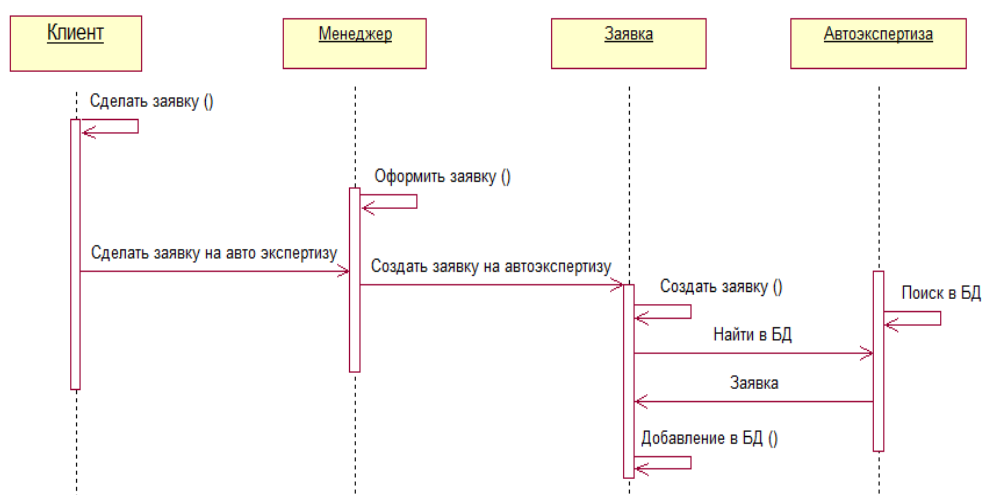 Клиент
Менеджер
Заявка
Автоэкспертиза
Сделать заявку ()
Оформить заявку ()
Сделать заявку на авто экспертизу
Создать заявку на автоэкспертизу
Создать заявку ()
Поиск в БД
Найти в БД
Заявка
Добавление в БД ()